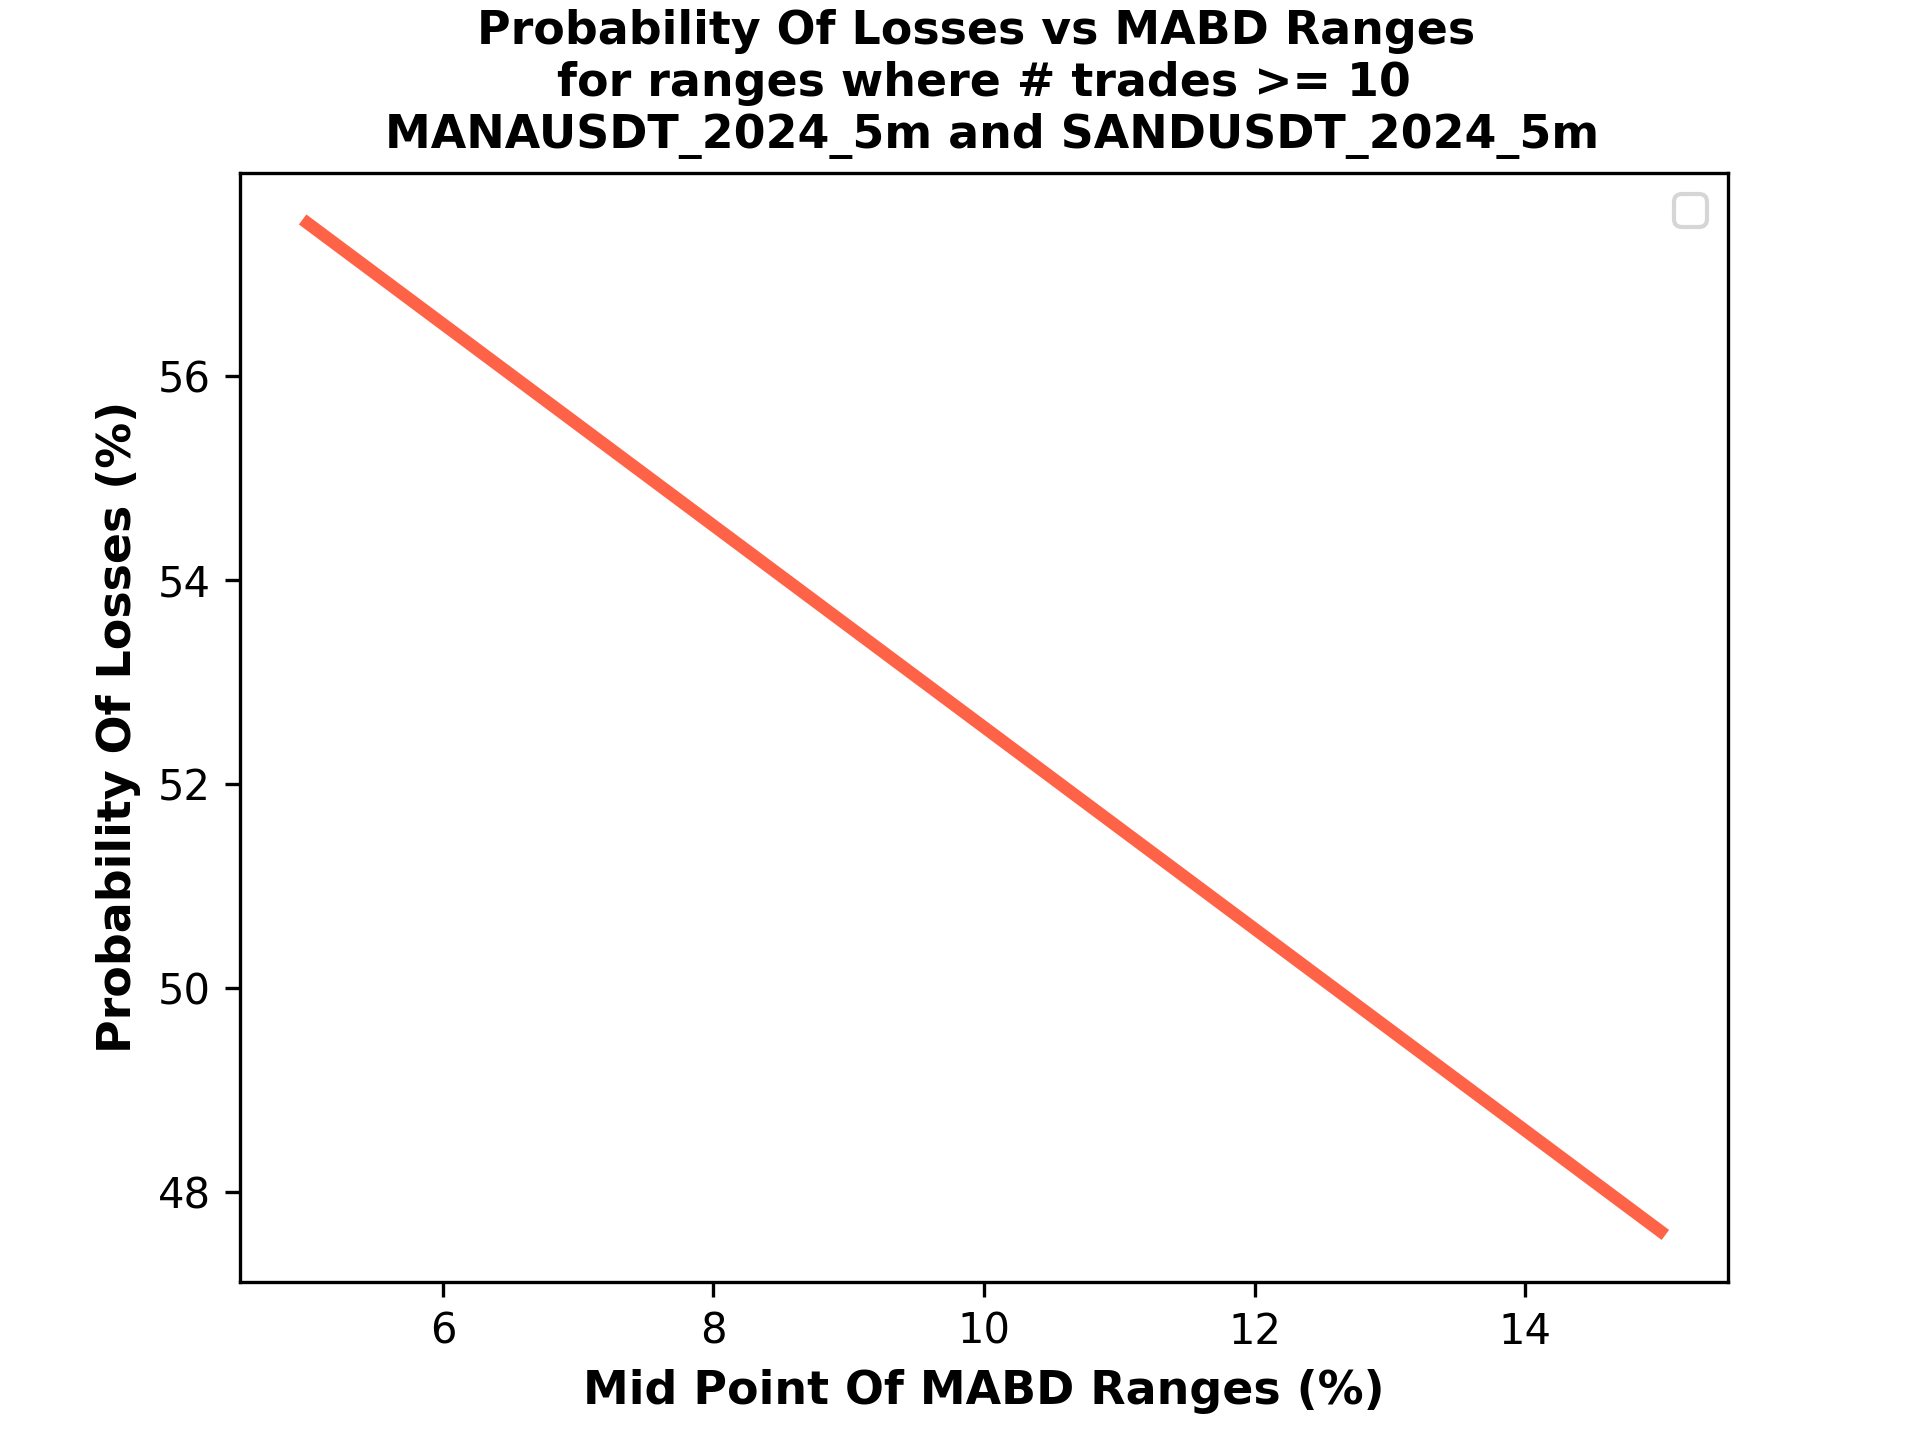 Probability Of Losses vs MABD Ranges
for ranges where # trades >= 10
MANAUSDT_2024_5m and SANDUSDT_2024_5m
Probability Of Losses (%)
56
54
52
50
48
6
8
10
12
14
Mid Point Of MABD Ranges (%)